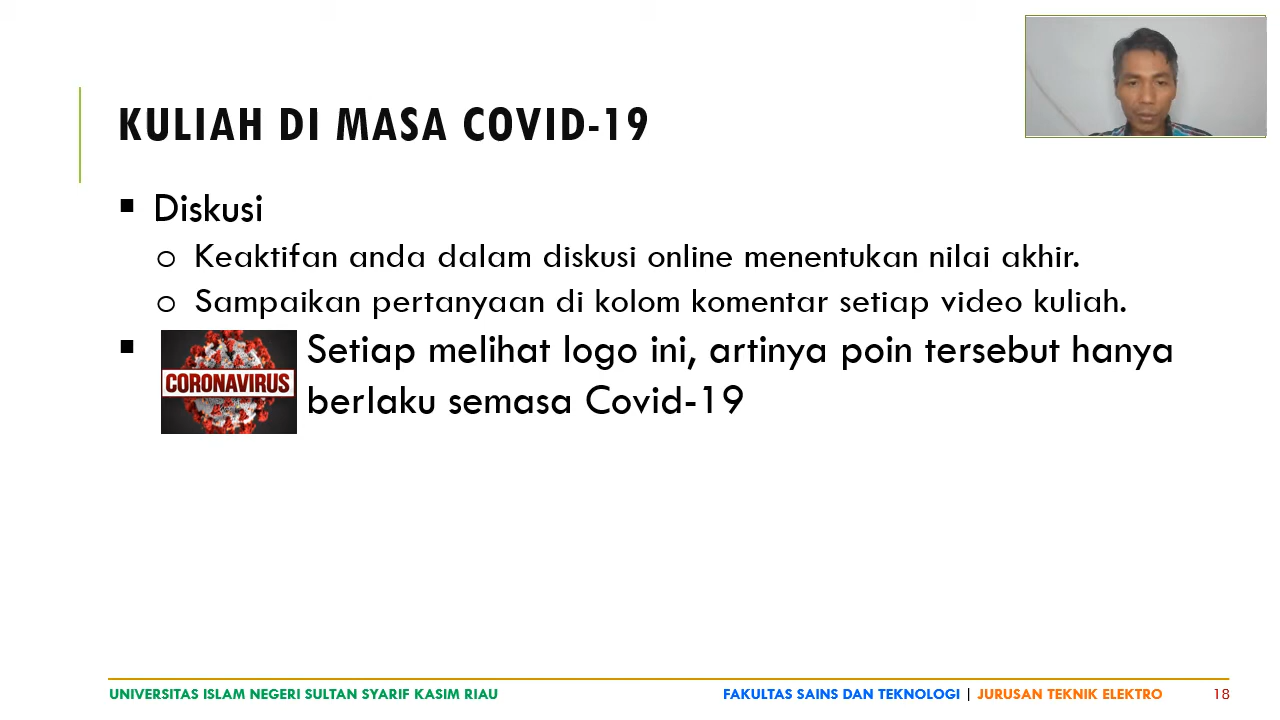 KULIAH DI MASA COVID-19
▪ Diskusi
o Keaktifan anda dalam diskusi online menentukan nilai akhir.
o Sampaikan pertanyaan di kolom komentar setiap video kuliah.
▪ CORONAVIRUS Setiap melihat logo ini, artinya poin tersebut hanya
berlaku semasa Covid-19
UNIVERSITAS ISLAM NEGERI SULTAN SYARIF KASIM RIAU FAKULTAS SAINS DAN TEKNOLOGI | JURUSAN TEKNIK ELEKTRO 18